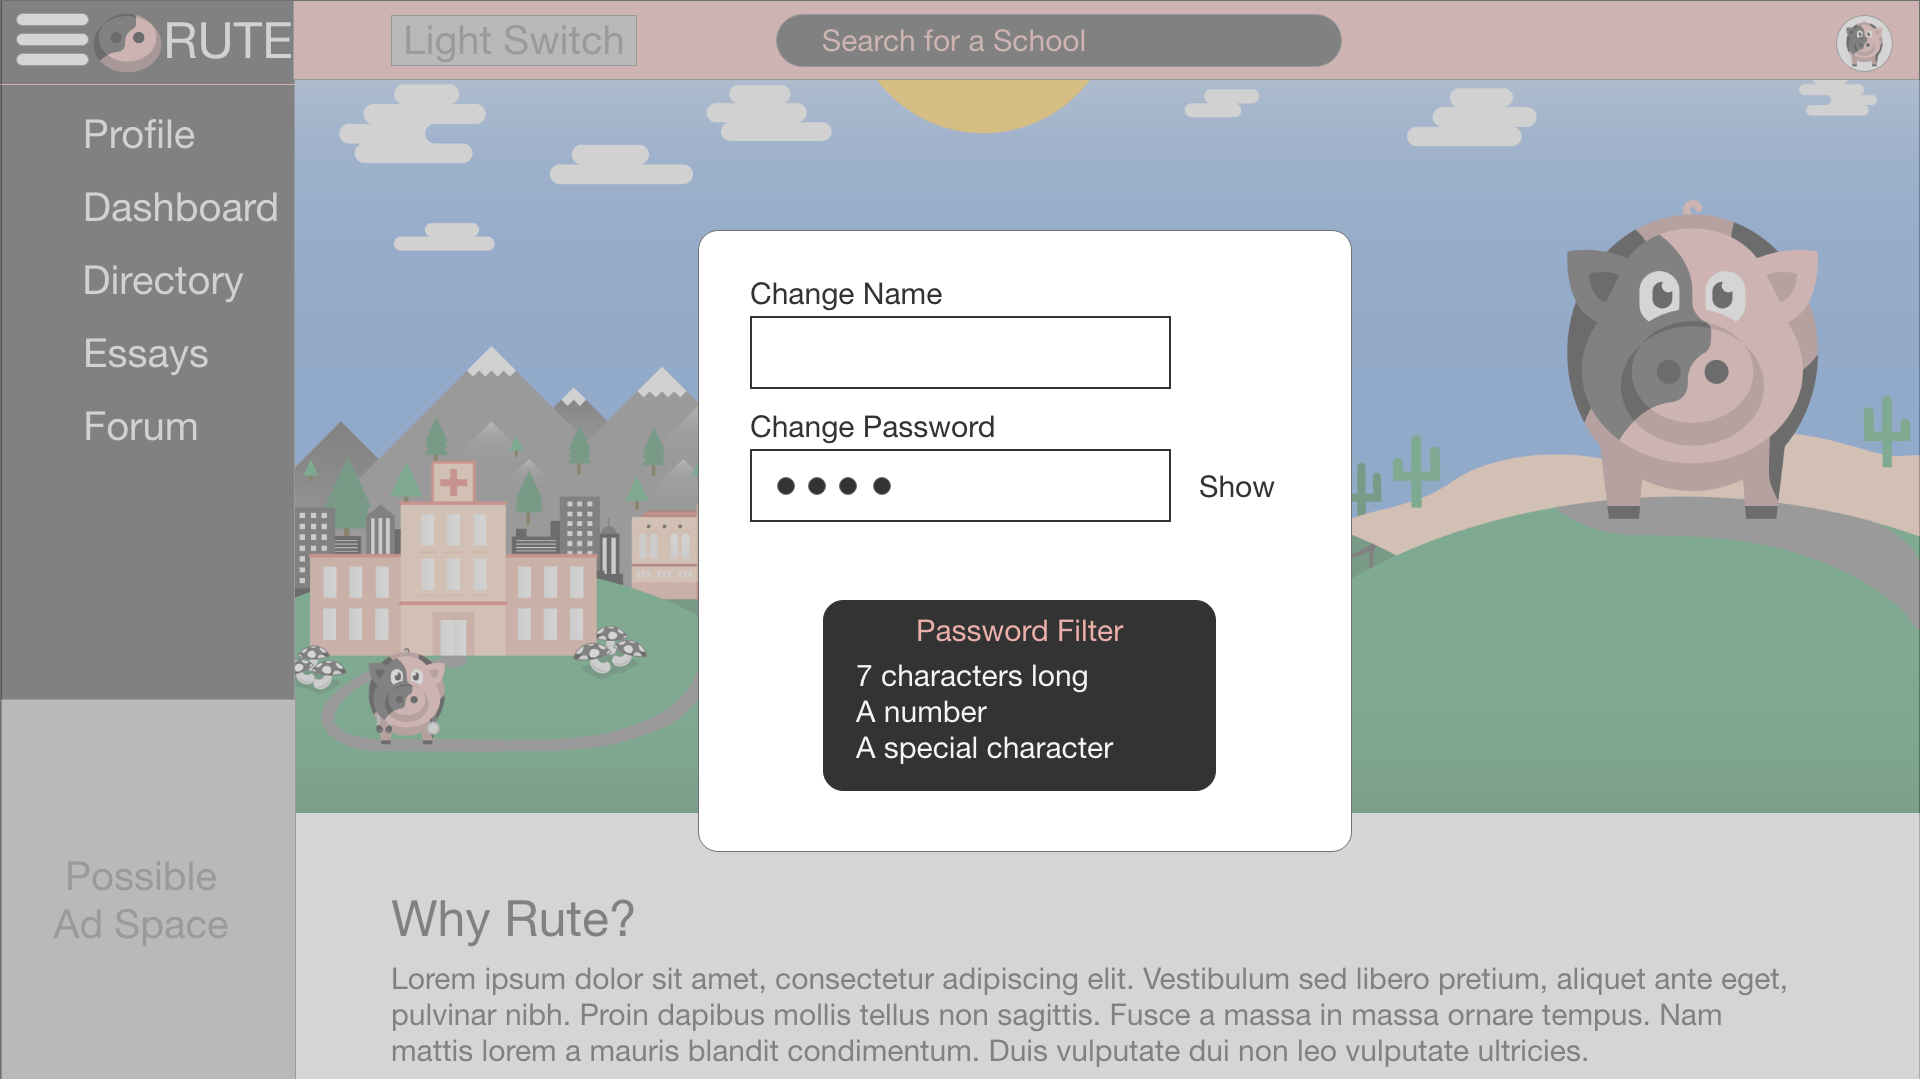 RUTE
Light Switch
Search for a School
Profile
Dashboard
Directory
Essays
Forum
Possible
Ad Space
Change Name
Change Password
Show
Password Filter
7 characters long
A number
A special character
Why Rute?
Lorem ipsum dolor sit amet, consectetur adipiscing elit. Vestibulum sed libero pretium, aliquet ante eget,
pulvinar nibh. Proin dapibus mollis tellus non sagittis. Fusce a massa in massa ornare tempus. Nam
mattis lorem a mauris blandit condimentum. Duis vulputate dui non leo vulputate ultricies.